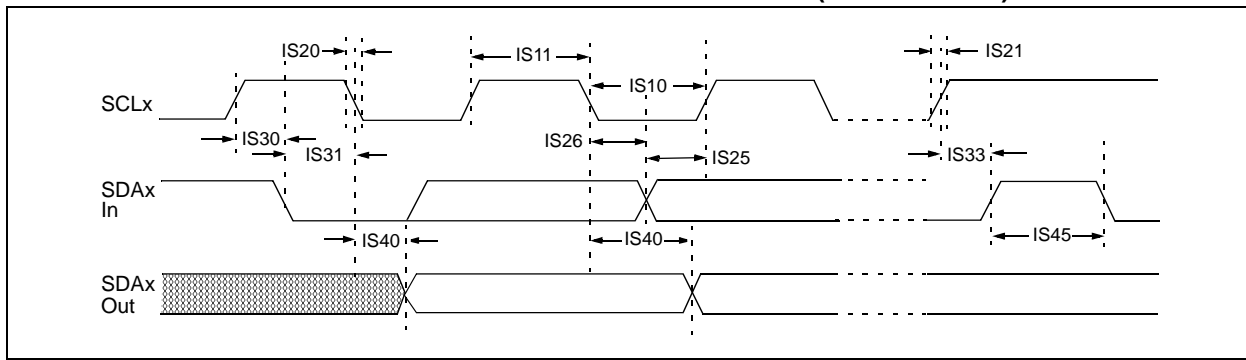 IS20
IS11
IS21
IS10
SCLx
IS30
IS31
IS26
IS25
IS33
SDAx
In
IS40
IS40
IS45
SDAx
Out